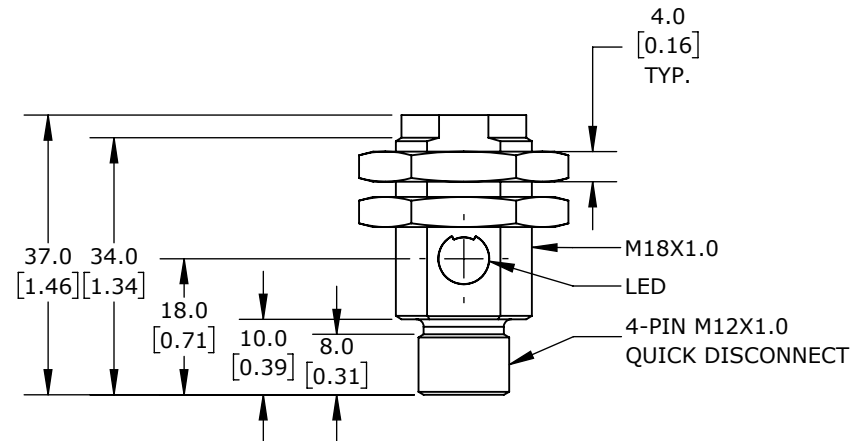 4.0
[0.16]
TYP.
37.0
[1.46]
34.0
[1.34]
18.0
[0.71]
10.0
[0.39]
8.0
[0.31]
M18X1.0
LED
4-PIN M12X1.0
QUICK DISCONNECT